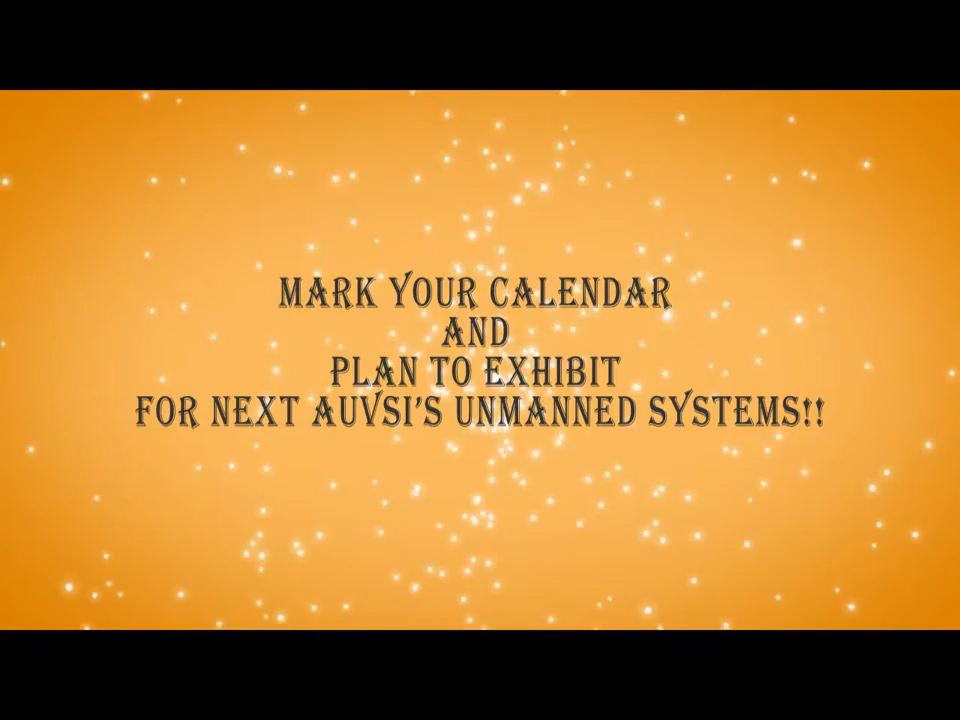 MARK YOUR CALENDAR
AND
PLAN TO EXHIBIT
FOR NEXT AUVSI'S UNMANNED SYSTEMS!!